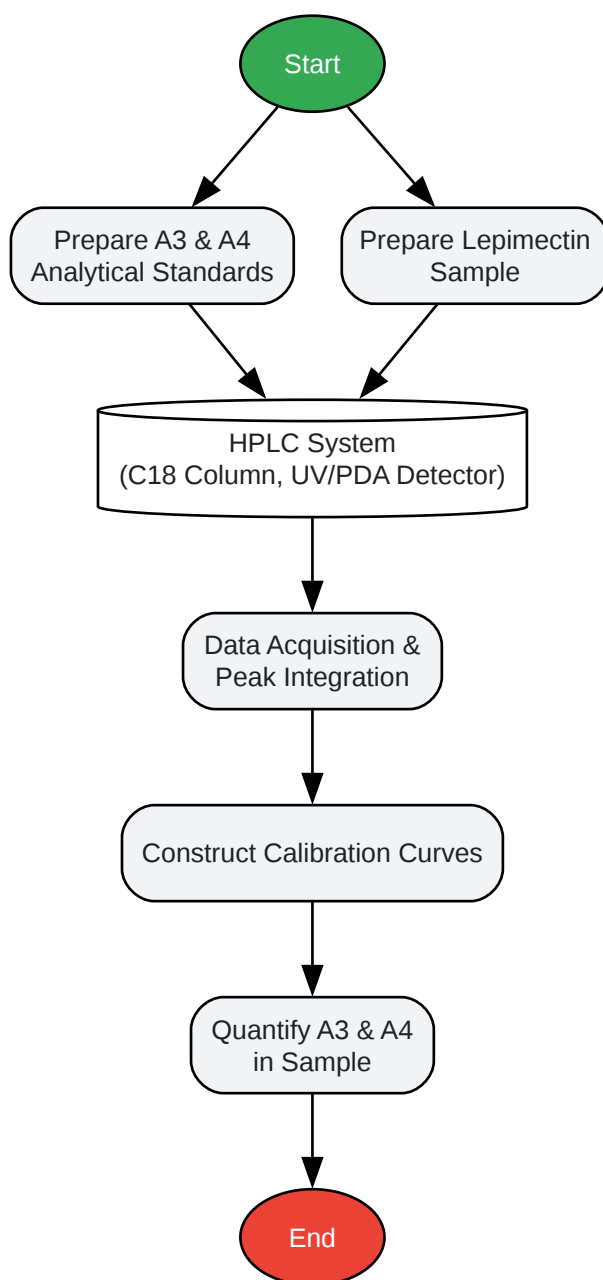 Start
Prepare A3 & A4
Analytical Standards
Prepare Lepimectin
Sample
HPLC System
(C18 Column, UV/PDA Detector)
Data Acquisition &
Peak Integration
Construct Calibration Curves
Quantify A3 & A4
in Sample
End